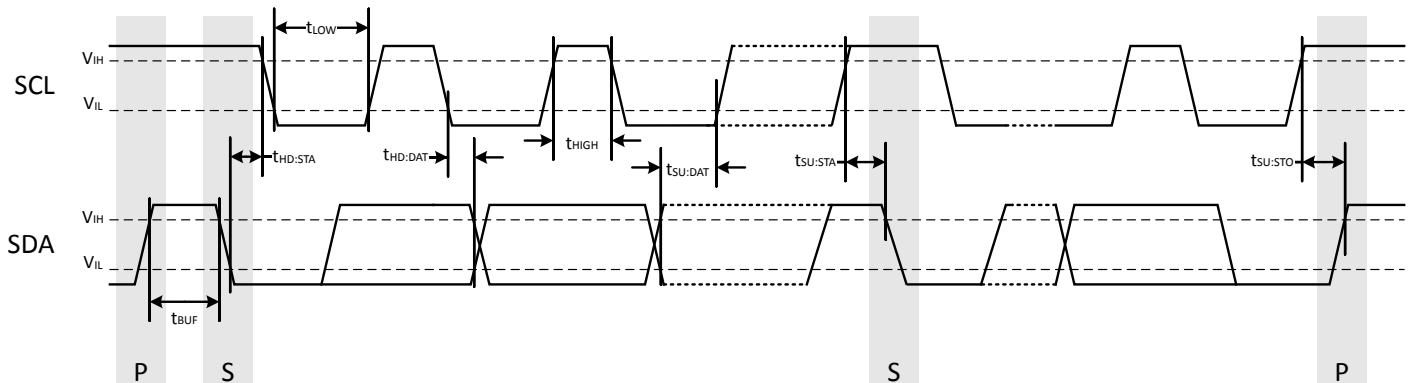 tLOW
VIH
SCL
VIL
tHD:STA
tHD:DAT
tHIGH
tSU:DAT
tSU:STA
tSU:STO
VIH
SDA
VIL
tBUF
P S S P